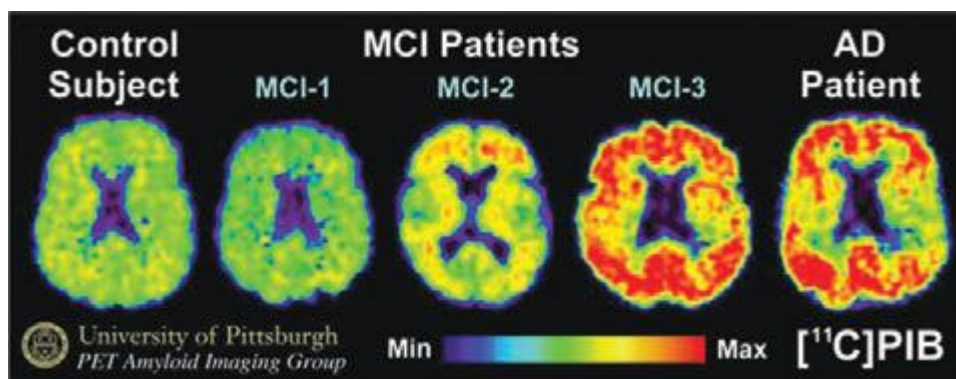 Control Subject
MCI Patients
AD Patient
MCI-1
MCI-2
MCI-3
University of Pittsburgh
PET Amyloid Imaging Group
Min
Max
[¹¹C]PIB